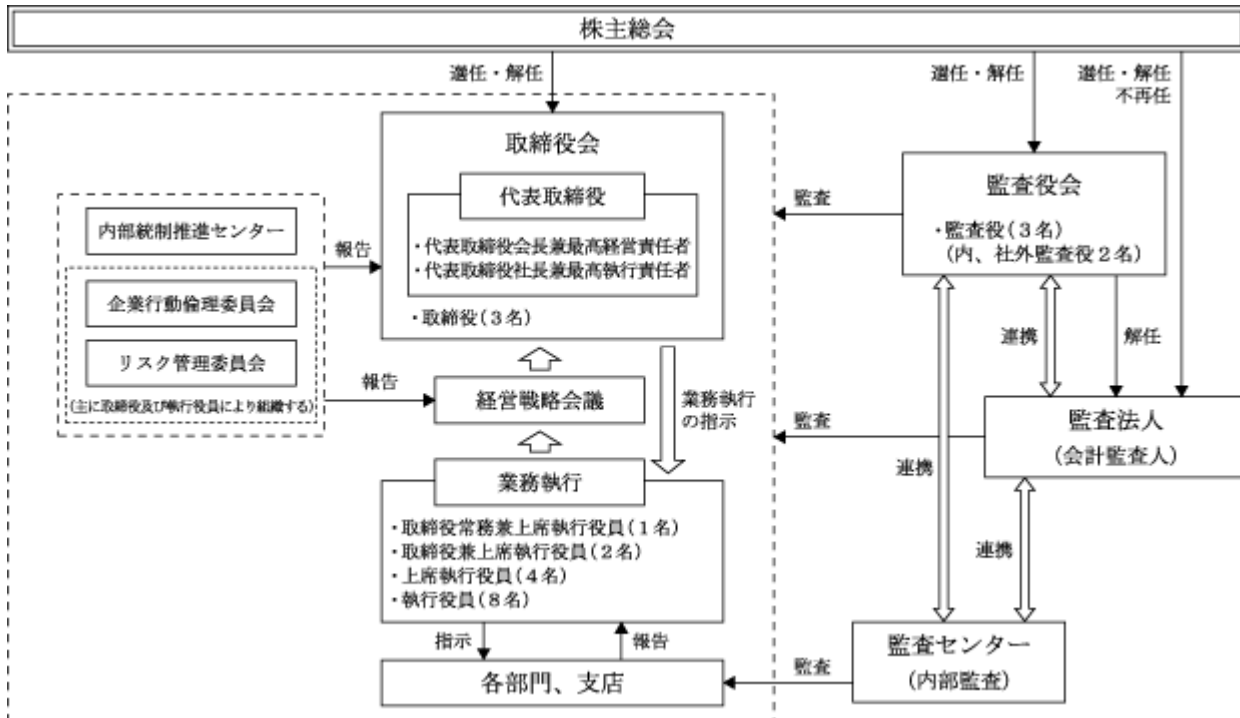 株主総会
選任・解任
選任・解任
選任・解任
不再任
取締役会
代表取締役
・代表取締役会長兼最高経営責任者
・代表取締役社長兼最高執行責任者
・取締役(3名)
監査役会
・監査役(3名)
(内、社外監査役2名)
監査
内部統制推進センター
報告
企業行動倫理委員会
リスク管理委員会
(主に取締役及び執行役員により組織する)
報告
経営戦略会議
業務執行
の指示
連携
解任
監査法人
(会計監査人)
監査
連携
業務執行
・取締役常務兼上席執行役員(1名)
・取締役兼上席執行役員(2名)
・上席執行役員(4名)
・執行役員(8名)
連携
指示
報告
各部門、支店
監査
監査センター
(内部監査)